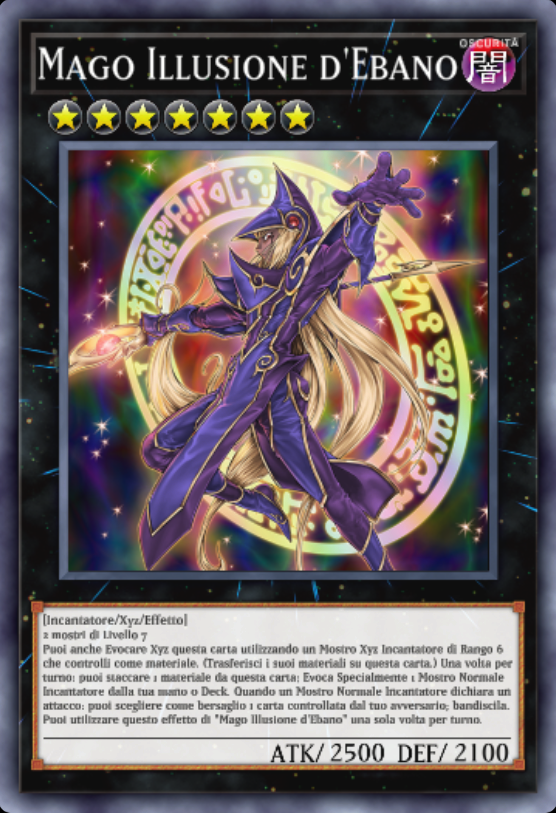 MAGO ILLUSIONE D'EBANO
OSCURITÀ
闇
[Incantatore/Xyz/Effetto]
2 mostri di Livello 7
Puoi anche Evocare Xyz questa carta utilizzando un Mostro Xyz Incantatore di Rango 6
che controlli come materiale. (Trasferisci i suoi materiali su questa carta.) Una volta per
turno: puoi staccare 1 materiale da questa carta; Evoca Specialmente 1 Mostro Normale
Incantatore dalla tua mano o Deck. Quando un Mostro Normale Incantatore dichiara un
attacco: puoi scegliere come bersaglio 1 carta controllata dal tuo avversario; bandiscila.
Puoi utilizzare questo effetto di "Mago Illusione d'Ebano" una sola volta per turno.
ATK/ 2500 DEF/ 2100